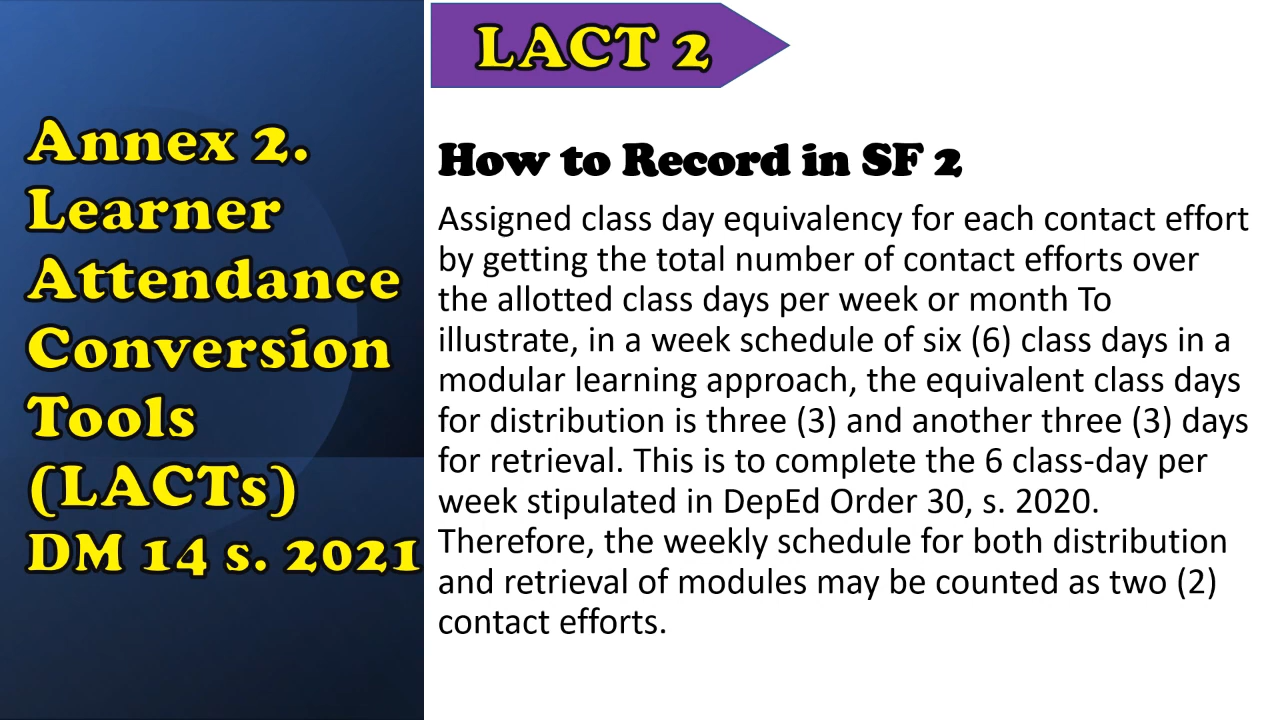 Annex 2.
Learner
Attendance
Conversion
Tools
(LACTs)
DM 14 s. 2021
LACT 2
How to Record in SF 2
Assigned class day equivalency for each contact effort
by getting the total number of contact efforts over
the allotted class days per week or month To
illustrate, in a week schedule of six (6) class days in a
modular learning approach, the equivalent class days
for distribution is three (3) and another three (3) days
for retrieval. This is to complete the 6 class-day per
week stipulated in DepEd Order 30, s. 2020.
Therefore, the weekly schedule for both distribution
and retrieval of modules may be counted as two (2)
contact efforts.